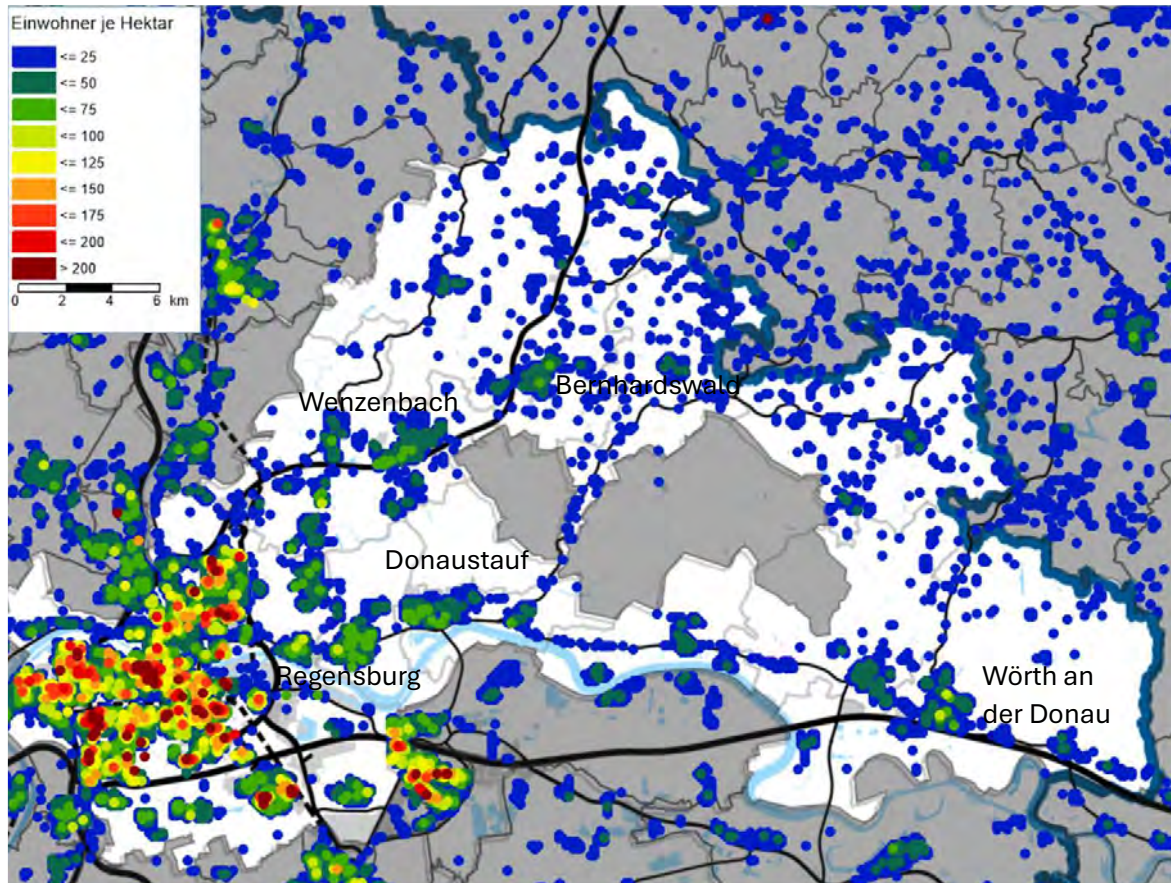 Einwohner je Hektar
<= 25
<= 50
<= 75
<= 100
<= 125
<= 150
<= 175
<= 200
> 200
0 2 4 6 km
Bernhardswald
Wenzenbach
Donaustauf
Regensburg
Wörth an
der Donau